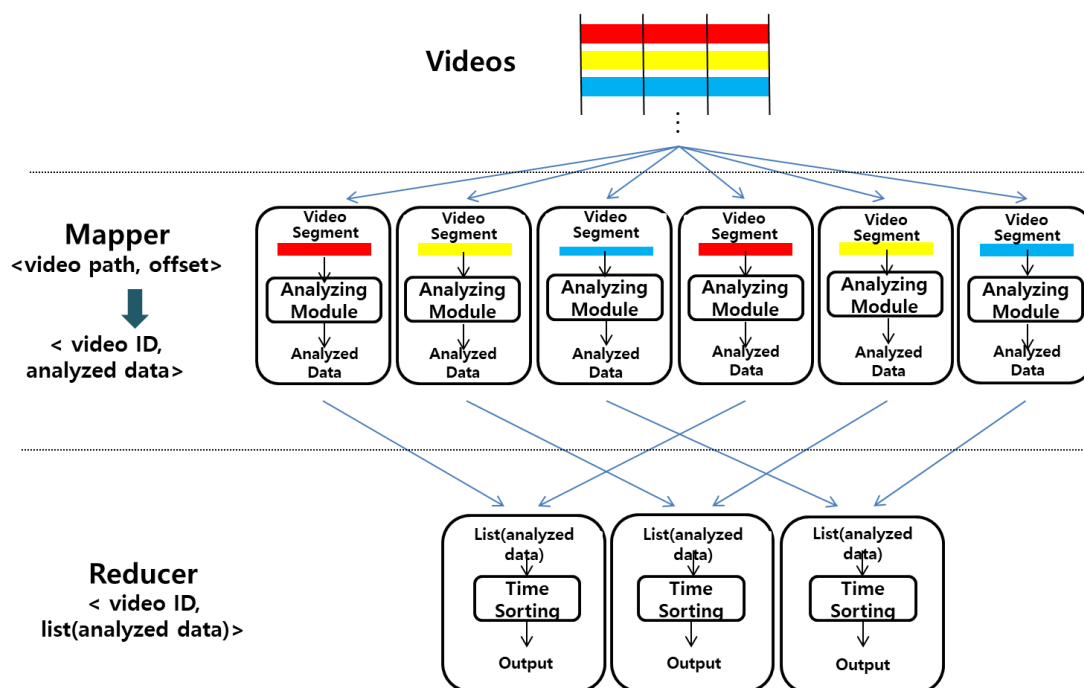 Videos
⋮
Mapper
<video path, offset>
< video ID,
analyzed data>
Video
Segment
Analyzing
Module
Analyzed
Data
Video
Segment
Analyzing
Module
Analyzed
Data
Video
Segment
Analyzing
Module
Analyzed
Data
Video
Segment
Analyzing
Module
Analyzed
Data
Video
Segment
Analyzing
Module
Analyzed
Data
Video
Segment
Analyzing
Module
Analyzed
Data
Reducer
< video ID,
list(analyzed data)>
List(analyzed
data)
Time
Sorting
Output
List(analyzed
data)
Time
Sorting
Output
List(analyzed
data)
Time
Sorting
Output